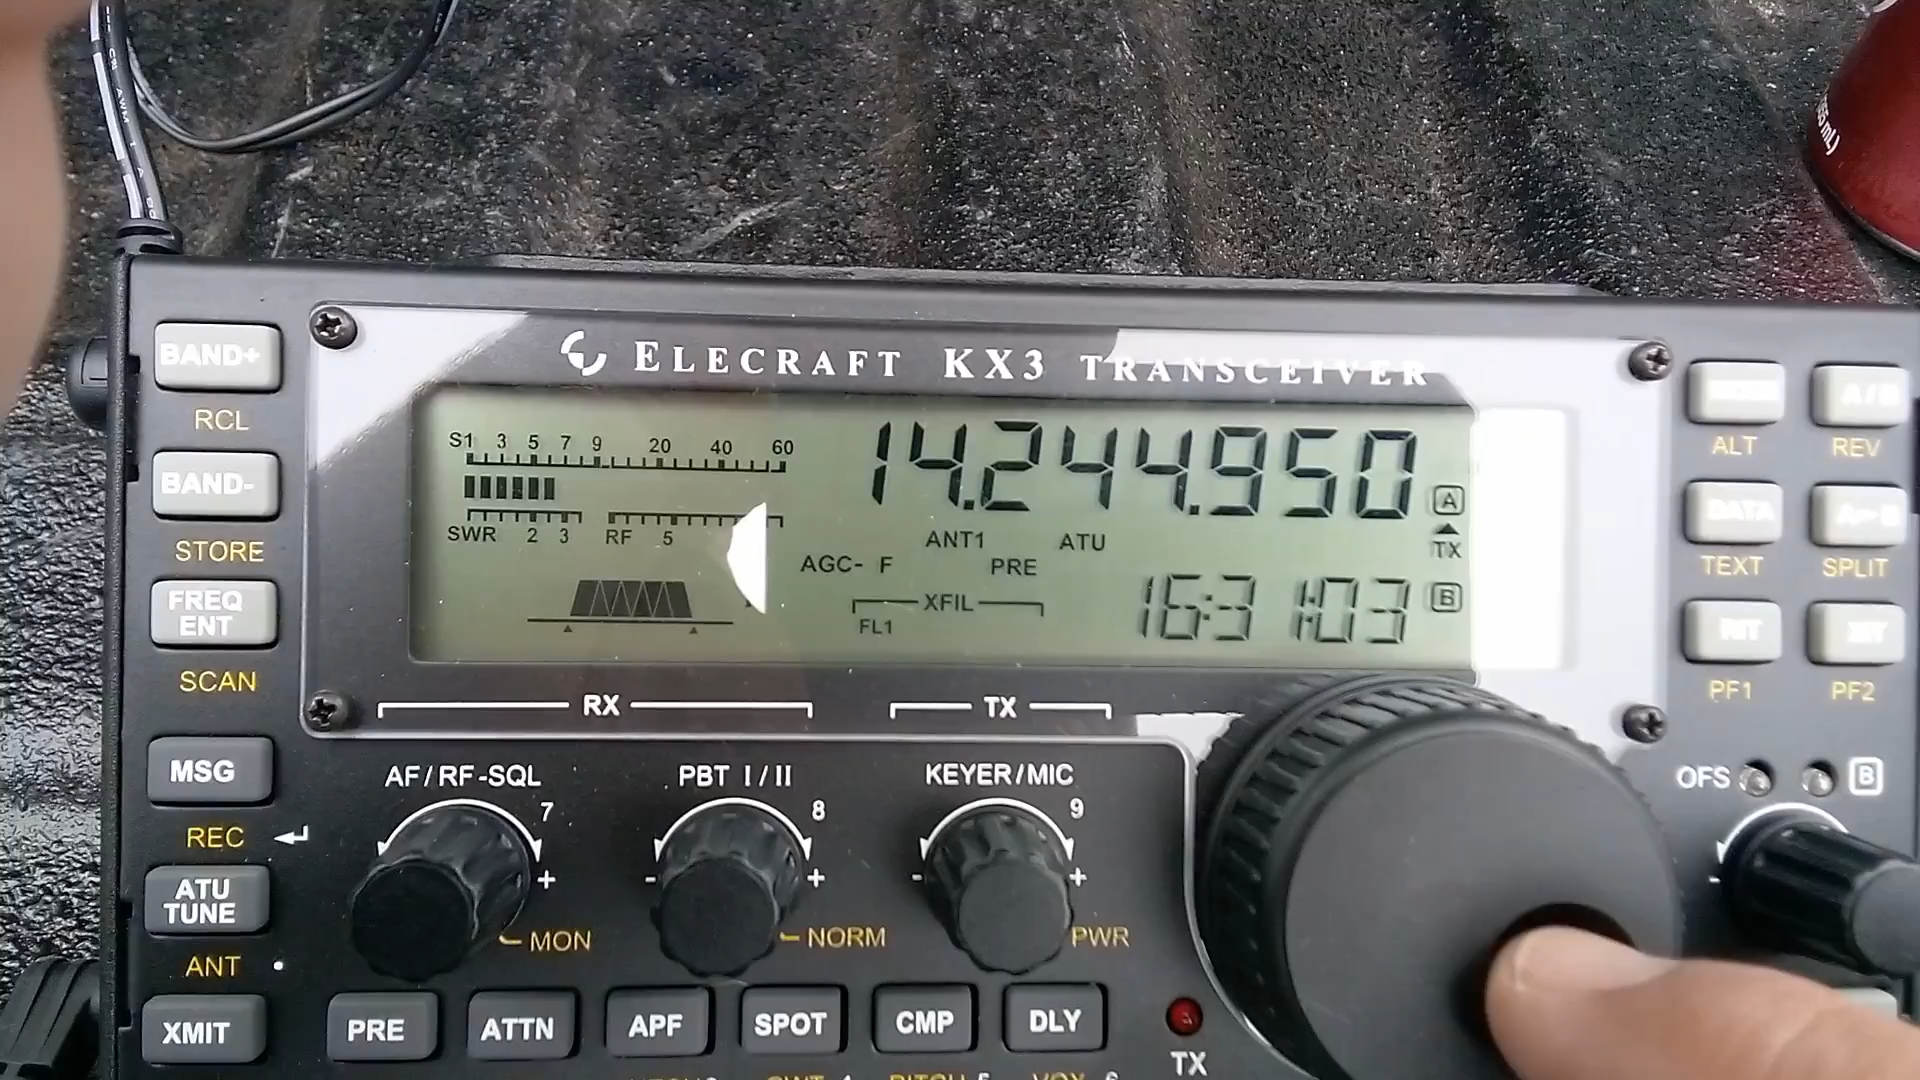 AWM
65 mL)
ELECRAFT KX3 TRANSCEIVER
BAND+
RCL
BAND-
STORE
FREQ
ENT
SCAN
S1 3 5 7 9 20 40 60
SWR 2 3 RF 5
14.244.950
A
TX
ANT1 ATU
AGC- F PRE
XFIL
FL1
16:31:03
B
ALT
REV
DATA
TEXT
SPLIT
RIT
PF1
PF2
RX
TX
MSG
REC
ATU
TUNE
ANT
XMIT
AF/RF-SQL
7
+
MON
PBT I/II
8
- +
NORM
KEYER/MIC
9
- +
PWR
OFS B
-
PRE
ATTN
APF
SPOT
CMP
DLY
TX